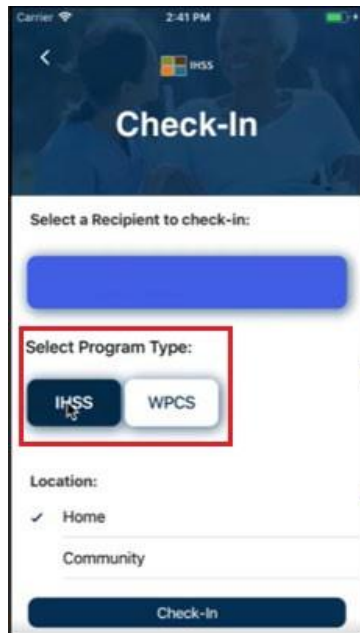 Carrier 2:41 PM
IHSS
Check-In
Select a Recipient to check-in:
Select Program Type:
IHSS WPCS
Location:
✓ Home
Community
Check-In